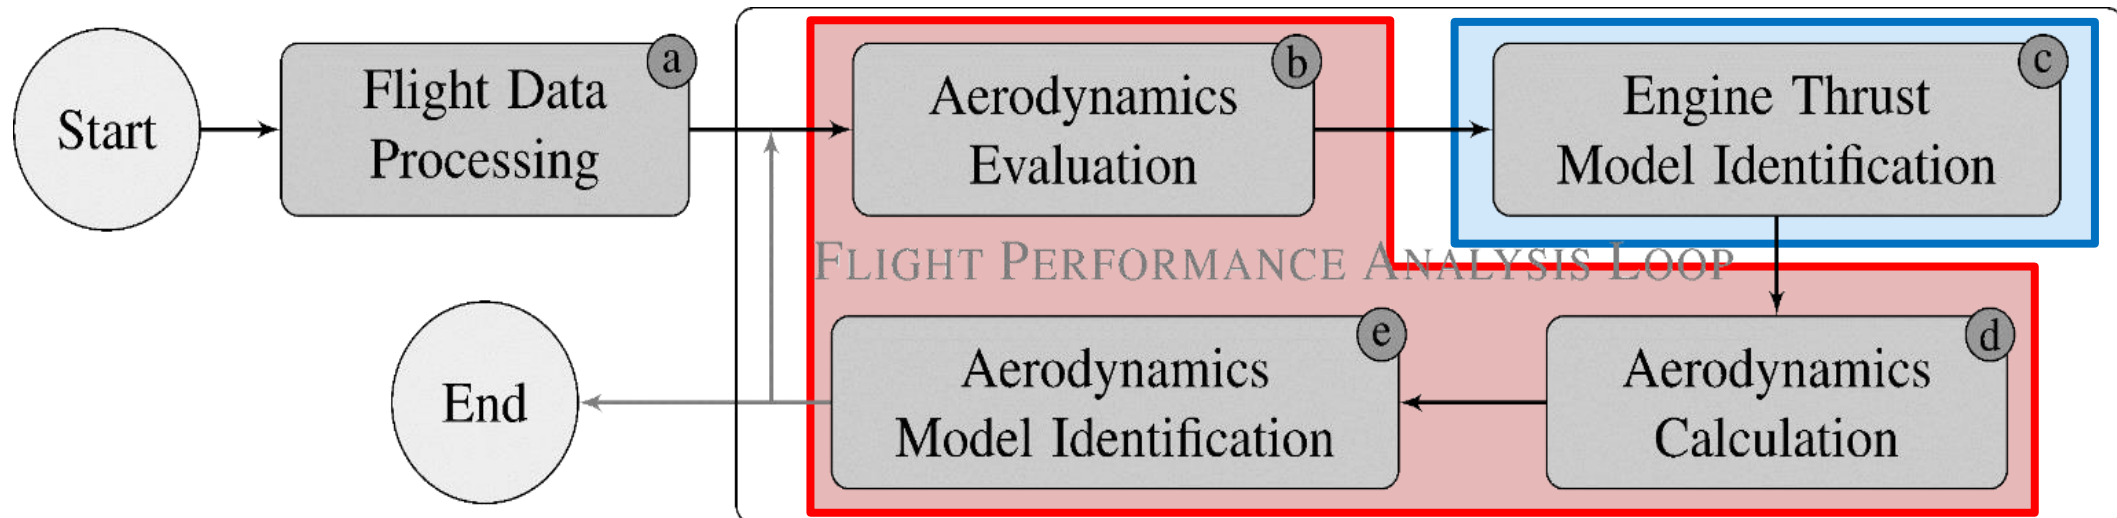 Start
Flight Data
Processing
a
Aerodynamics
Evaluation
b
Engine Thrust
Model Identification
c
FLIGHT PERFORMANCE ANALYSIS LOOP
End
Aerodynamics
Model Identification
e
Aerodynamics
Calculation
d